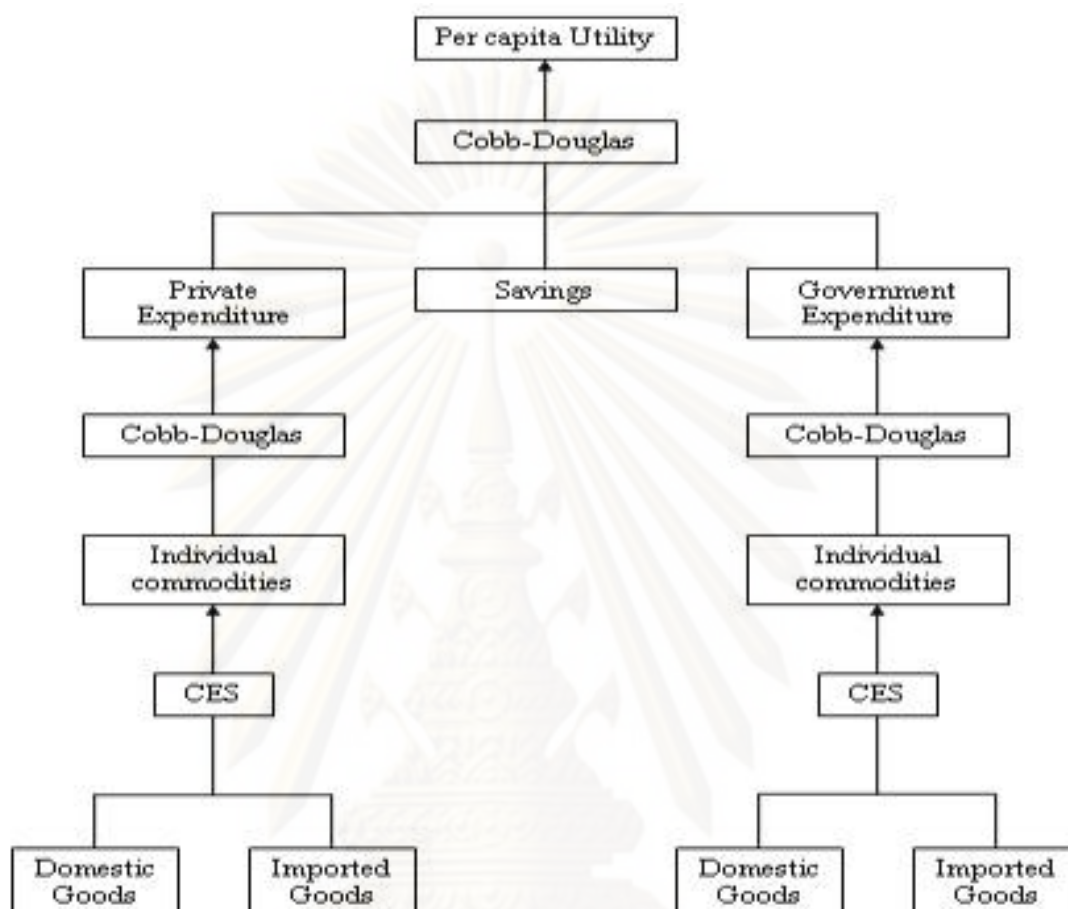 Per capita Utility
Cobb-Douglas
Private
Expenditure
Savings
Government
Expenditure
Cobb-Douglas
Cobb-Douglas
Individual
commodities
Individual
commodities
CES
CES
Domestic
Goods
Imported
Goods
Domestic
Goods
Imported
Goods